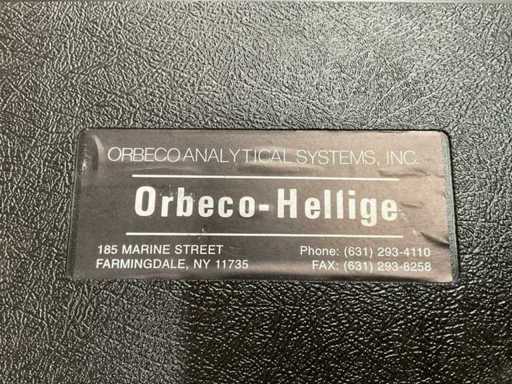 ORBECO ANALYTICAL SYSTEMS, INC.
Orbeco-Hellige
185 MARINE STREET Phone: (631) 293-4110
FARMINGDALE, NY 11735 FAX: (631) 293-8258